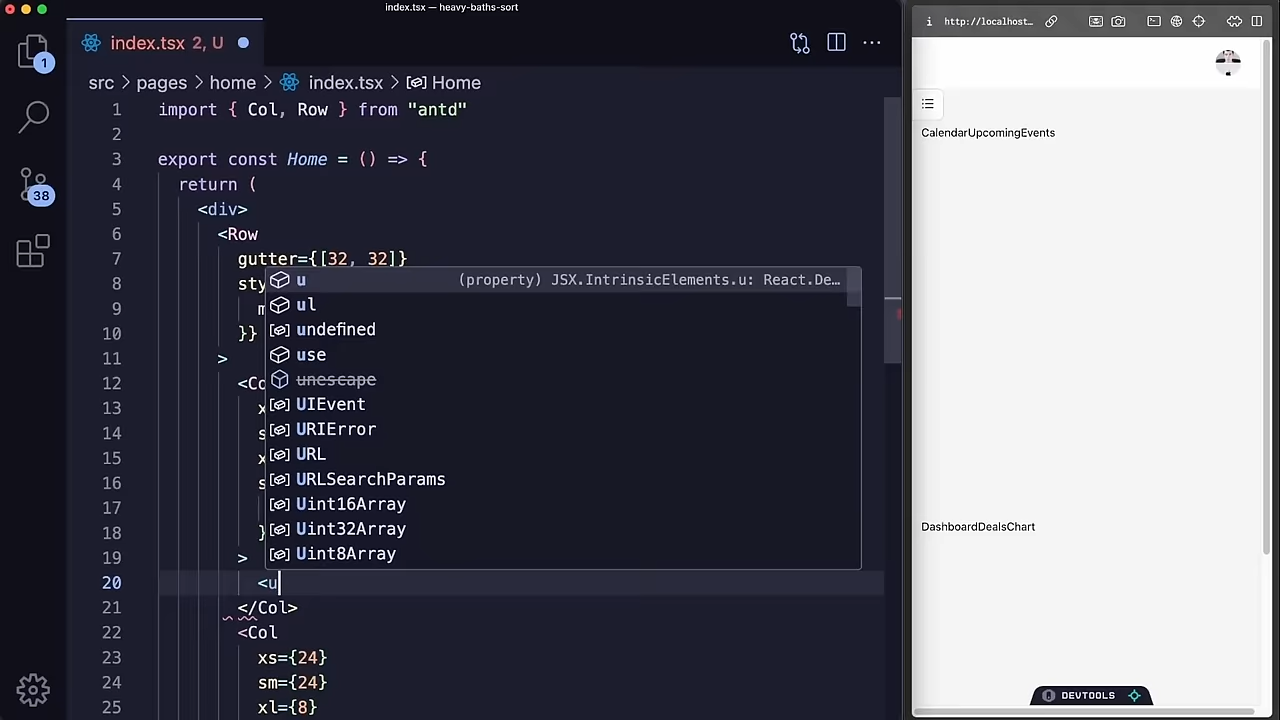 index.tsx — heavy-baths-sort
http://localhost…
index.tsx 2, U
1
src > pages > home > index.tsx > Home
1 import { Col, Row } from "antd"
2
3 export const Home = () => {
4 return (
5 <div>
6 <Row
7 gutter={[32, 32]}
8 sty
9 m
10 }}
11 >
12 <Co
13 x
14 s
15 x
16 s
17
18 }
19 >
20 <u
21 </Col>
22 <Col
23 xs={24}
24 sm={24}
25 xl={8}
u (property) JSX.IntrinsicElements.u: React.De…
ul
undefined
use
unescape
UIEvent
URIError
URL
URLSearchParams
Uint16Array
Uint32Array
Uint8Array
38
CalendarUpcomingEvents
DashboardDealsChart
DEVTOOLS